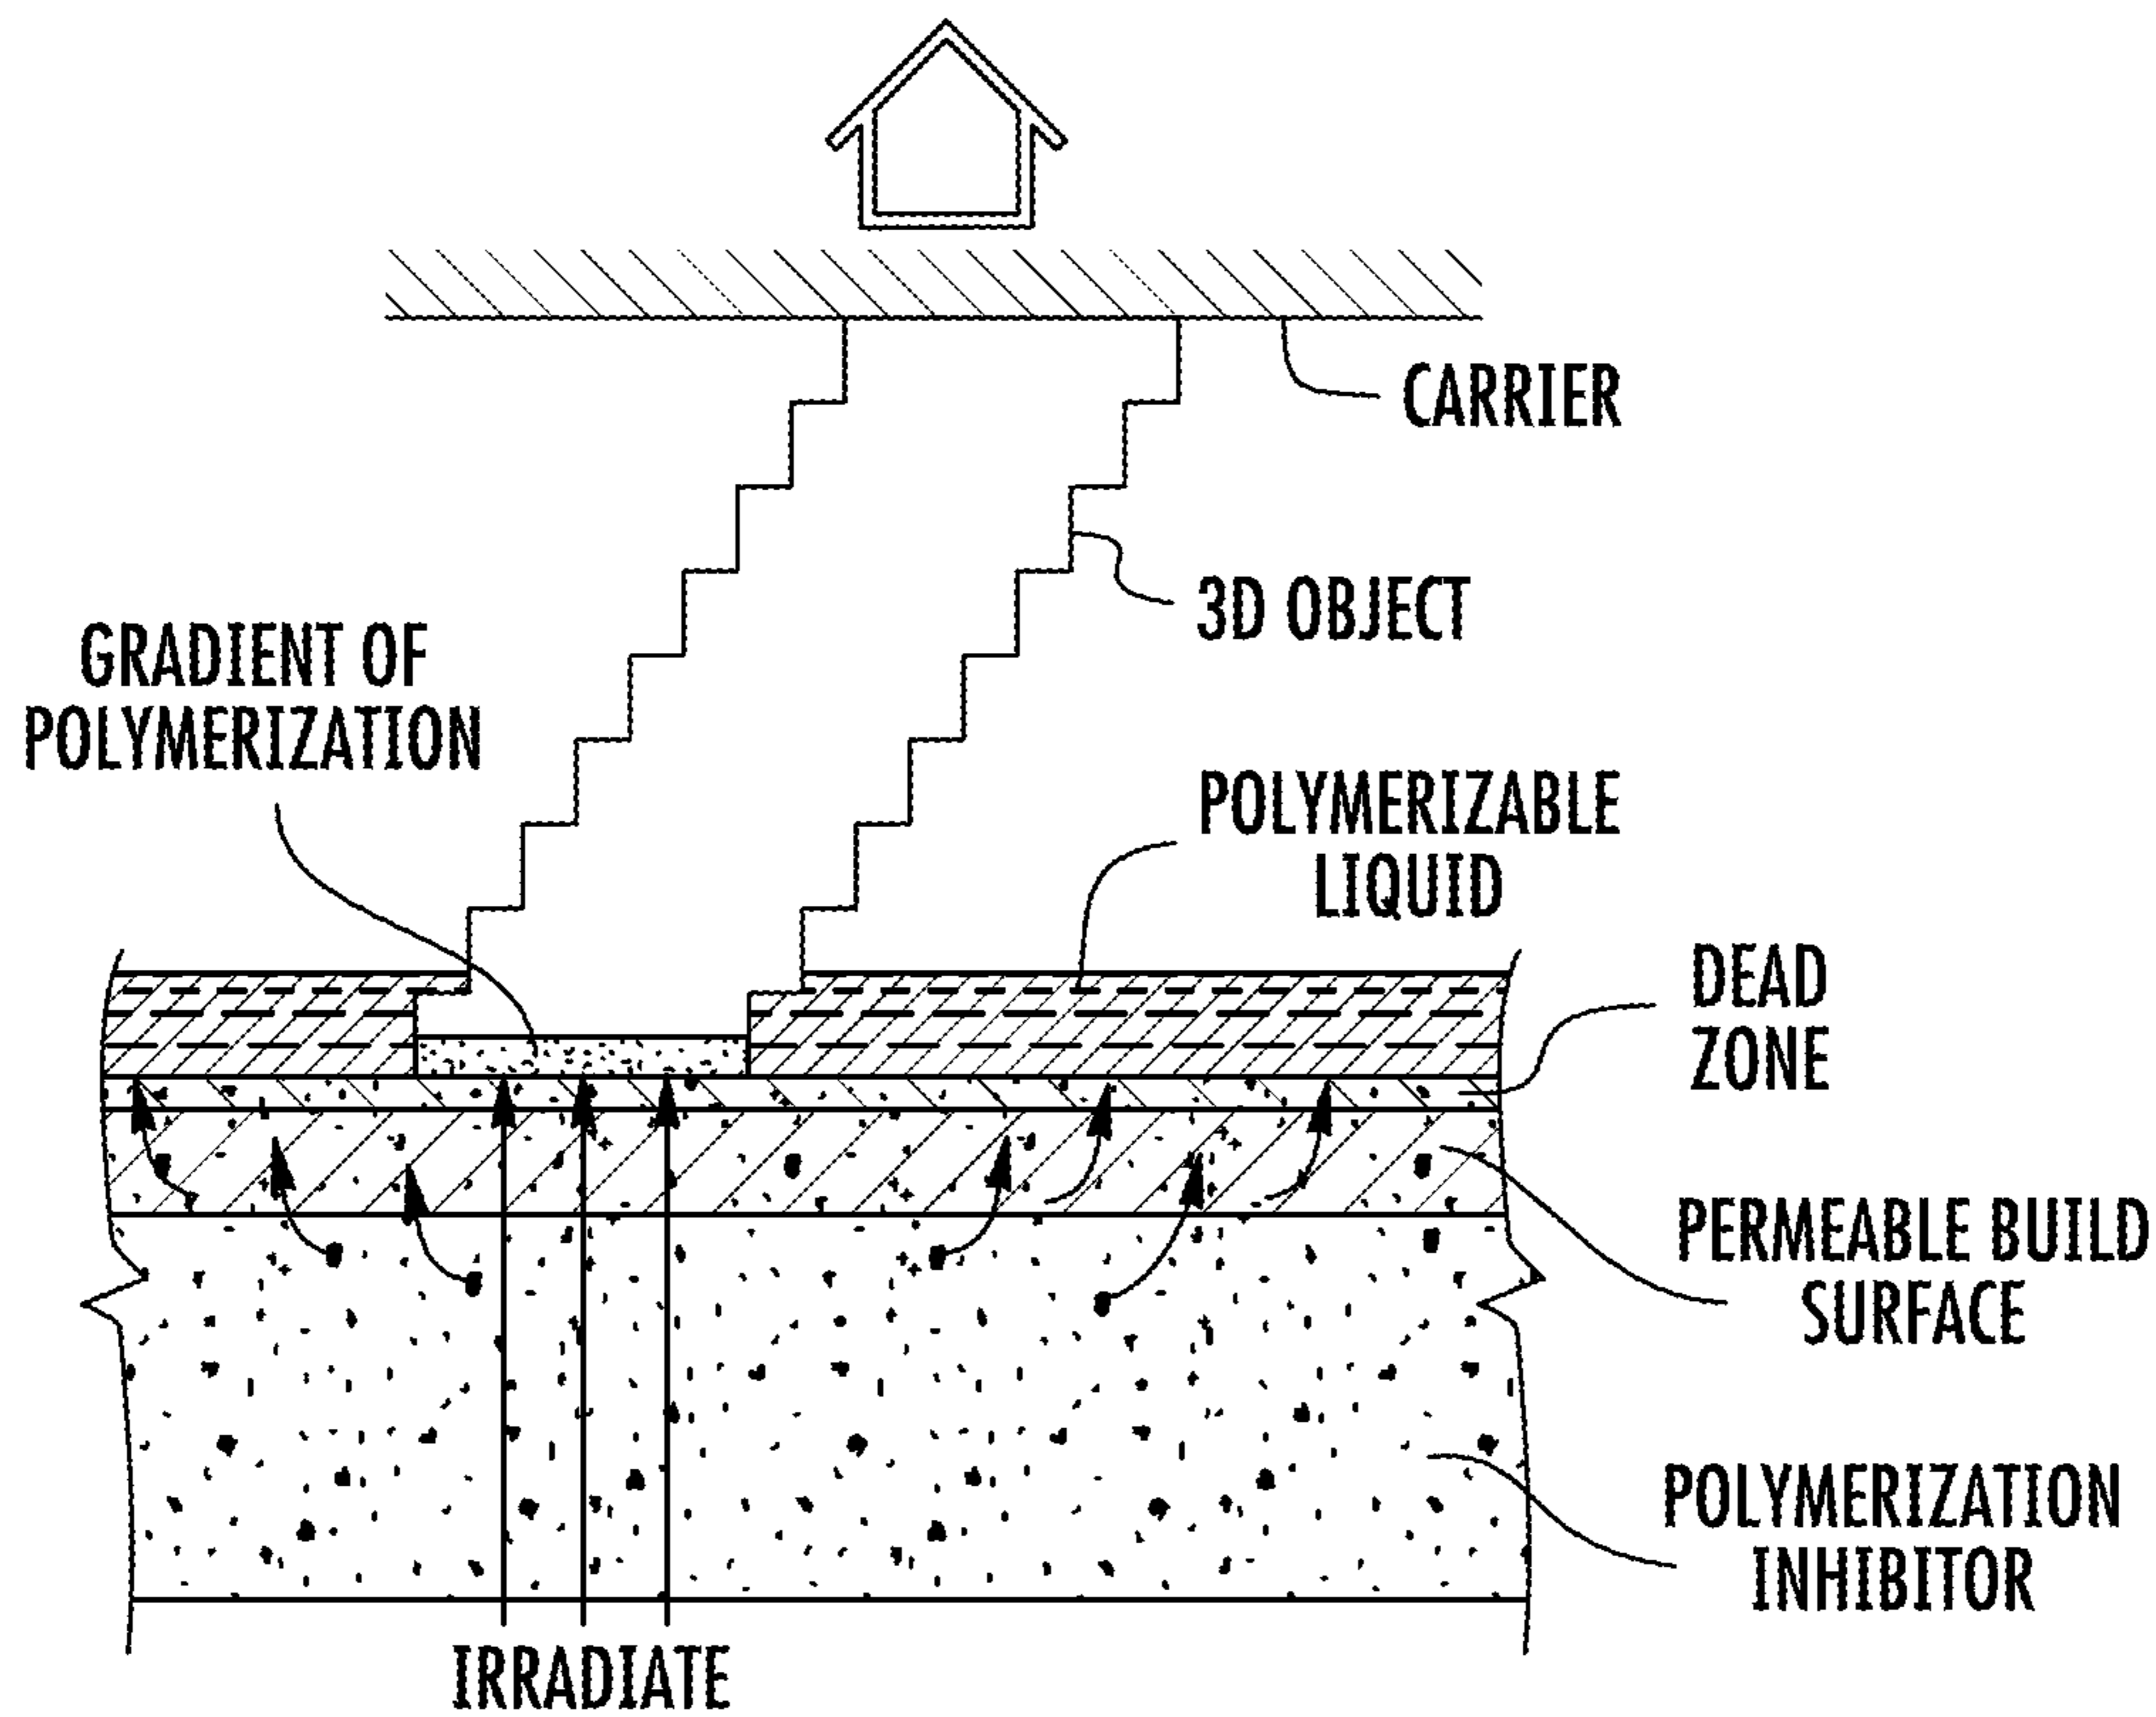 CARRIER
3D OBJECT
GRADIENT OF
POLYMERIZATION
POLYMERIZABLE
LIQUID
DEAD
ZONE
PERMEABLE BUILD
SURFACE
POLYMERIZATION
INHIBITOR
IRRADIATE